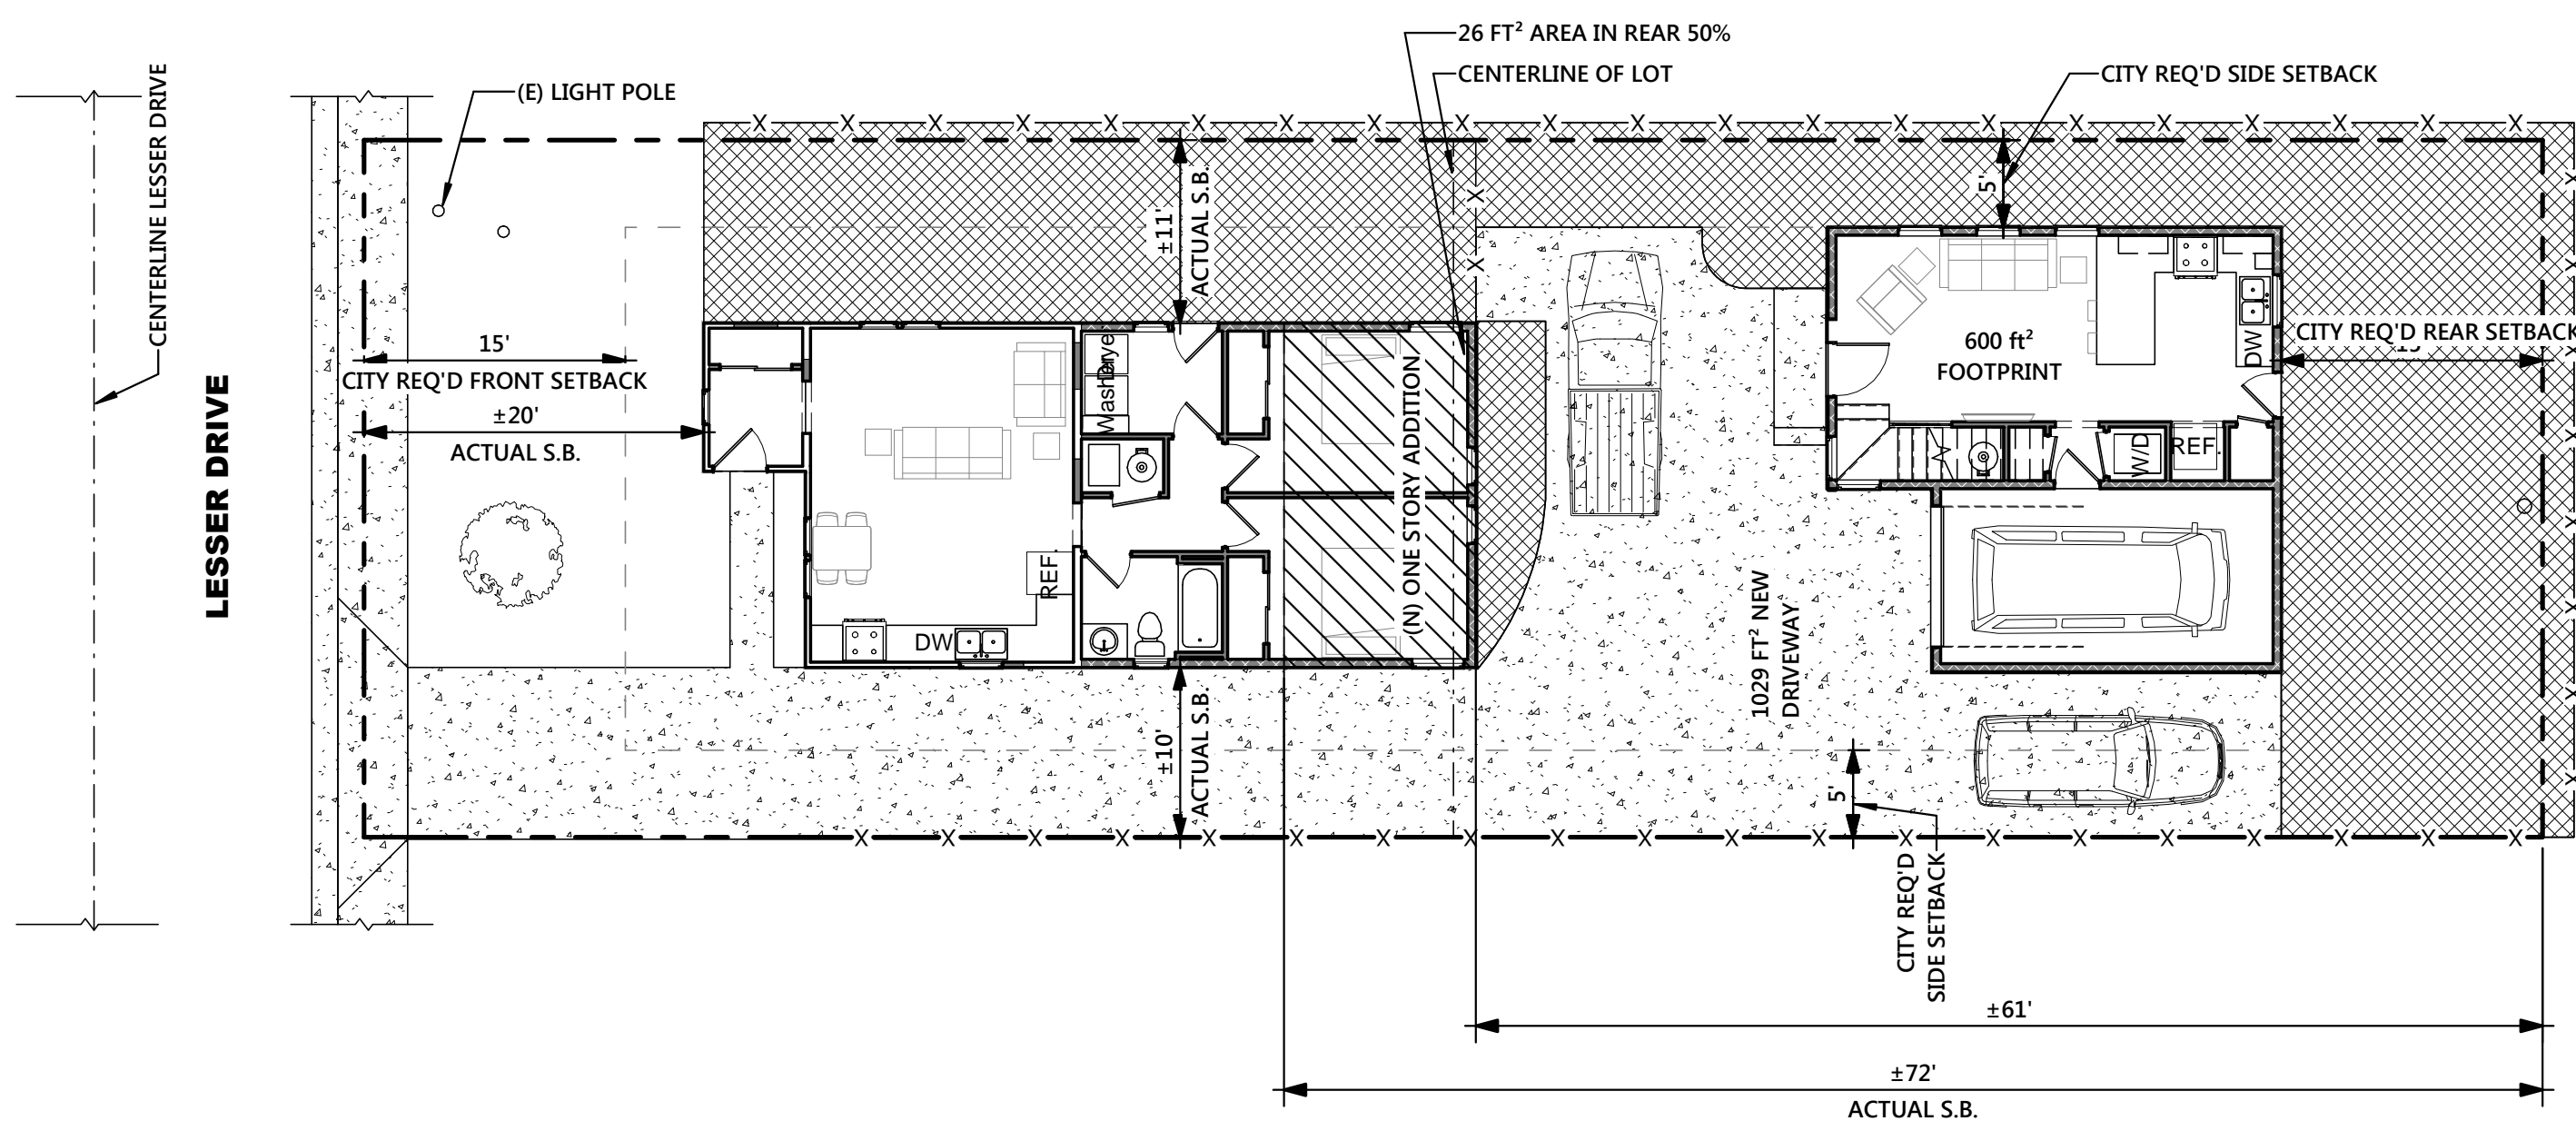 26 FT² AREA IN REAR 50%
CENTERLINE OF LOT
CITY REQ'D SIDE SETBACK
(E) LIGHT POLE
CENTERLINE LESSER DRIVE
LESSER DRIVE
±11'
ACTUAL S.B.
5'
15'
CITY REQ'D FRONT SETBACK
±20'
ACTUAL S.B.
Washer
Dryer
REF.
DW
(N) ONE STORY ADDITION
600 ft²
FOOTPRINT
DW
CITY REQ'D REAR SETBACK
W/D
REF.
1029 FT² NEW
DRIVEWAY
±10'
ACTUAL S.B.
5'
CITY REQ'D
SIDE SETBACK
±61'
±72'
ACTUAL S.B.